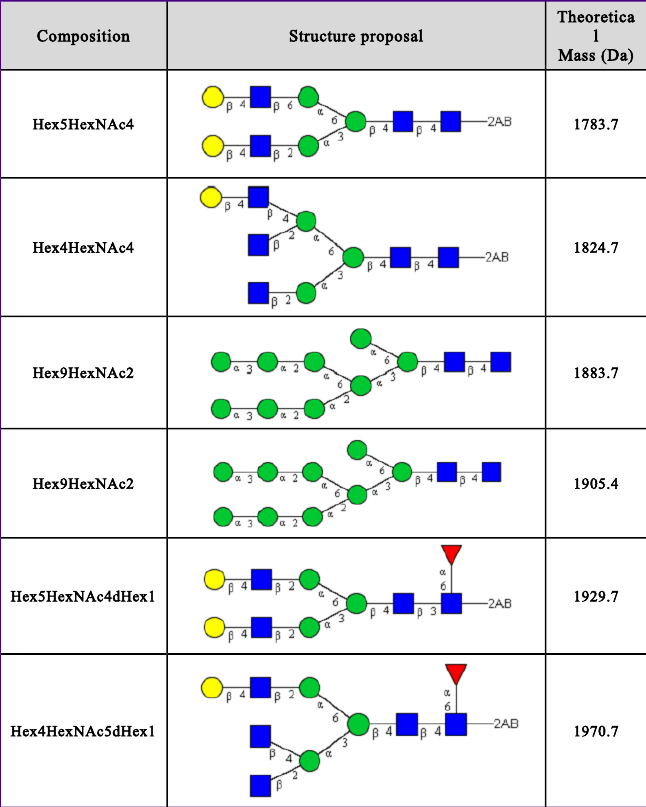 Composition
Structure proposal
Theoretica
l
Mass (Da)
Hex5HexNAc4
β 4 β 6
α 6
β 4 β 4
2AB
α 3
β 4 β 2
1783.7
Hex4HexNAc4
β 4
β 4
β 2
α 6
β 4 β 4
2AB
α 3
β 2
1824.7
Hex9HexNAc2
α 6
α 3 α 2
α 6
α 3
β 4 β 4
α 2
α 3 α 2
1883.7
Hex9HexNAc2
α 6
α 3 α 2
α 6
α 3
β 4 β 4
α 2
α 3 α 2
1905.4
Hex5HexNAc4dHex1
α 6
β 4 β 2
α 6
β 4 β 3
2AB
α 3
β 4 β 2
1929.7
Hex4HexNAc5dHex1
α 6
β 4 β 2
α 6
β 4 β 4
2AB
α 3
β 4
β 2
1970.7